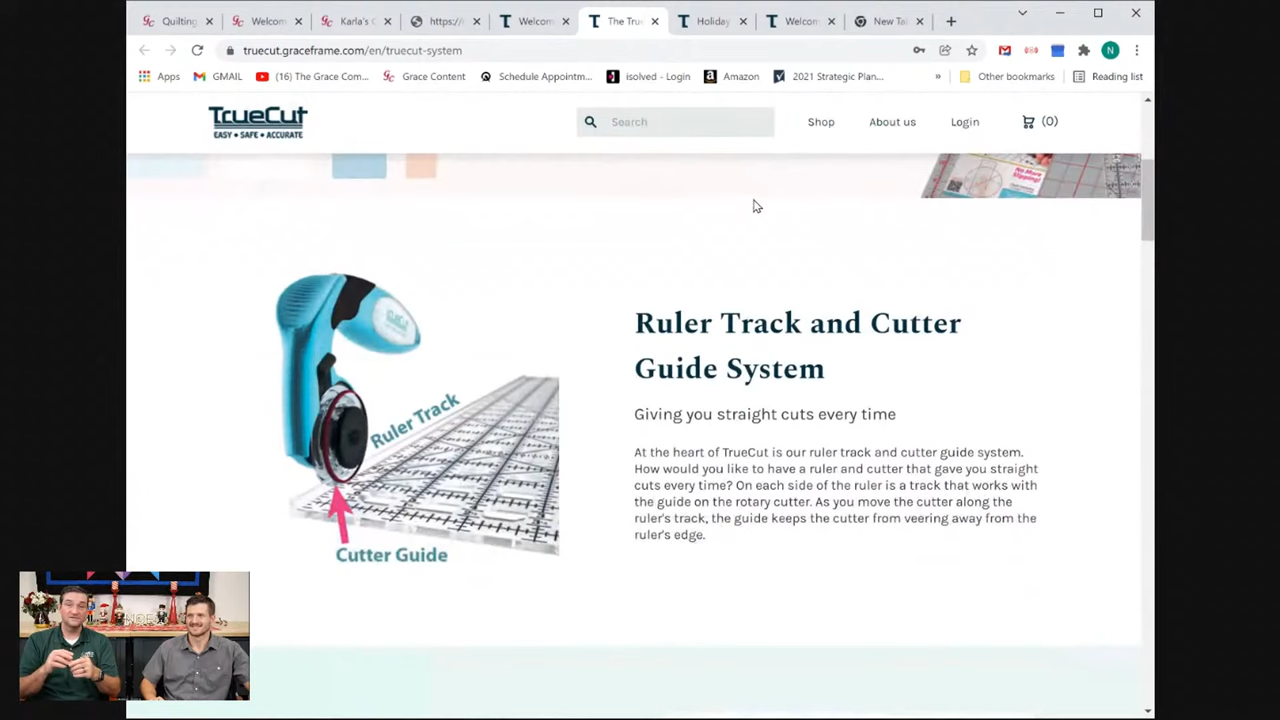 Quilting
Welcom
Karla's C
https://
Welcom
The True
Holiday
Welcom
New Ta
truecut.graceframe.com/en/truecut-system
N
Apps
GMAIL
(16) The Grace Com...
Grace Content
Schedule Appointm...
isolved - Login
Amazon
2021 Strategic Plan...
»
Other bookmarks
Reading list
TrueCut
EASY • SAFE • ACCURATE
Search
Shop
About us
Login
(0)
No More
Slipping!
Ruler Track and Cutter
Guide System
Giving you straight cuts every time
At the heart of TrueCut is our ruler track and cutter guide system.
How would you like to have a ruler and cutter that gave you straight
cuts every time? On each side of the ruler is a track that works with
the guide on the rotary cutter. As you move the cutter along the
ruler's track, the guide keeps the cutter from veering away from the
ruler's edge.
TrueCut
Ruler Track
Cutter Guide